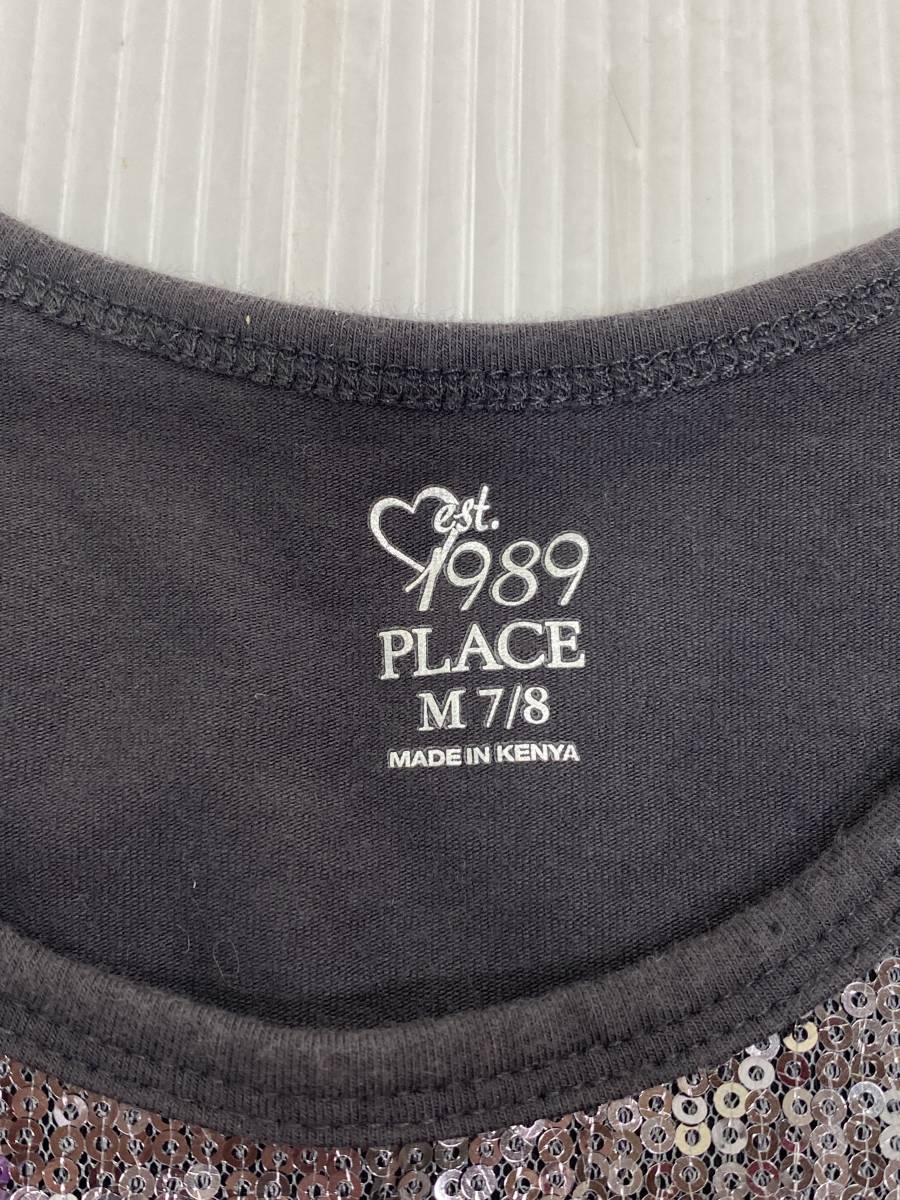 est.
1989
PLACE
M 7/8
MADE IN KENYA